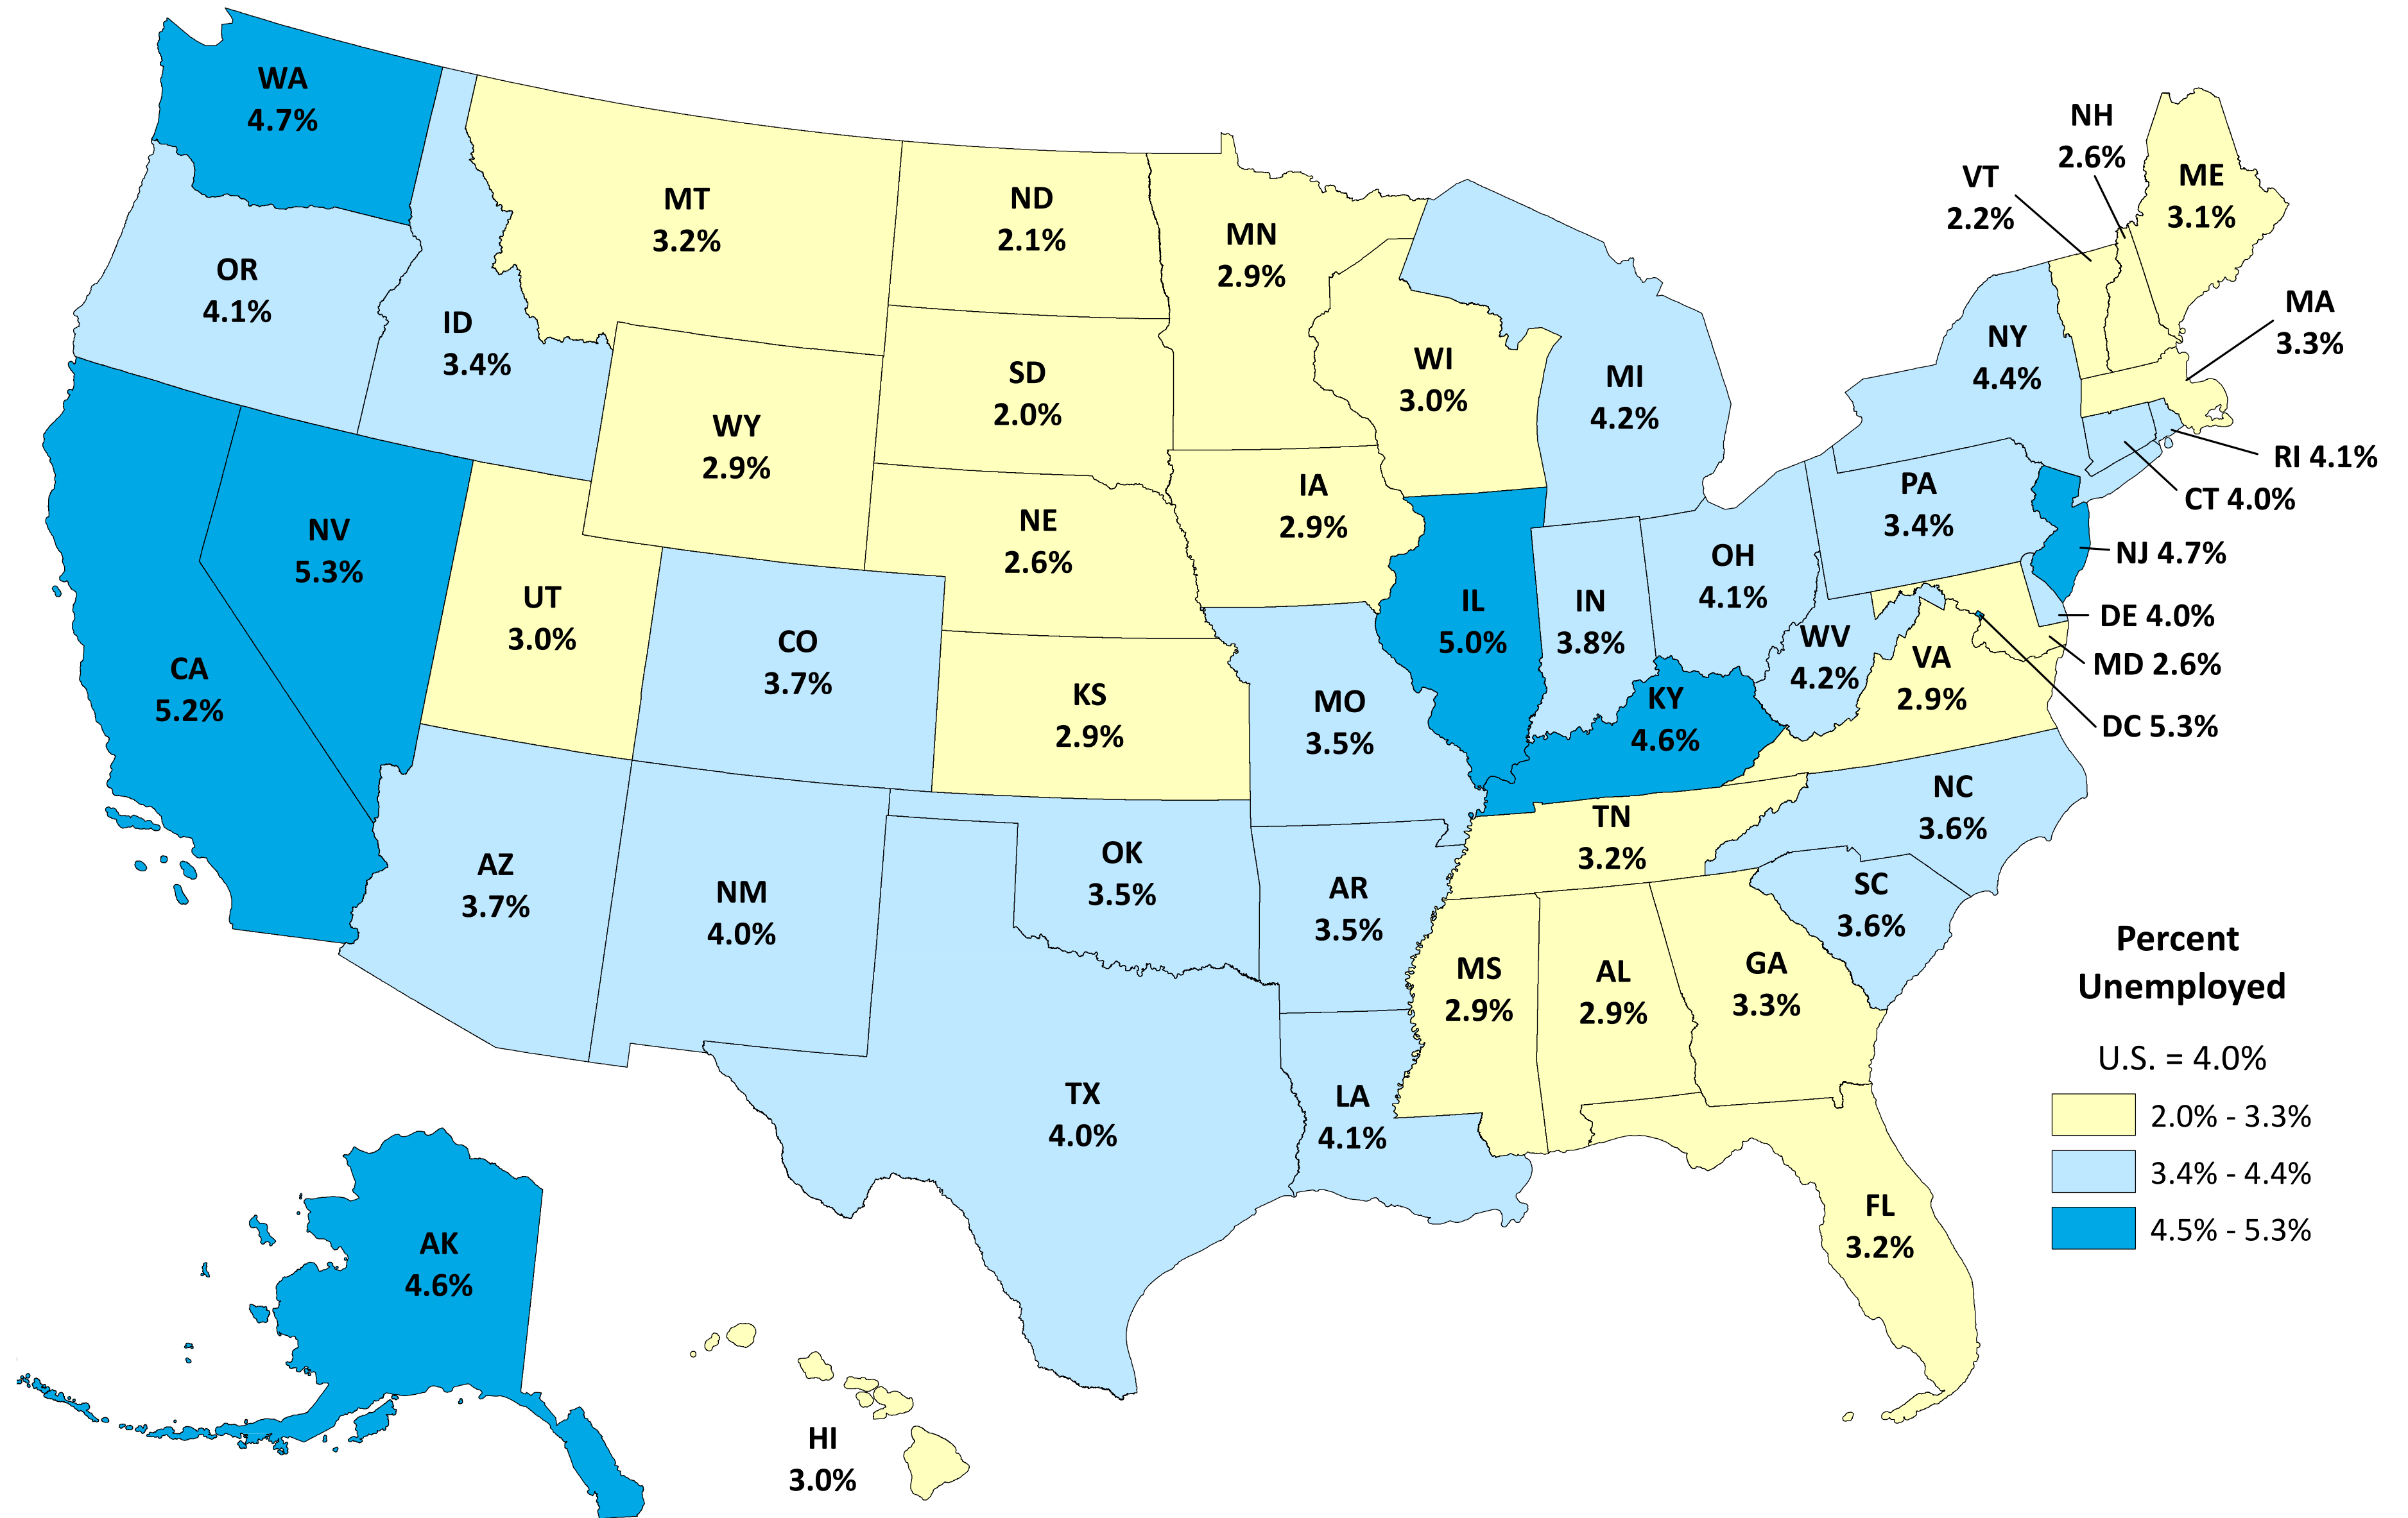 WA
4.7%
OR
4.1%
ID
3.4%
MT
3.2%
ND
2.1%
MN
2.9%
SD
2.0%
WI
3.0%
MI
4.2%
WY
2.9%
NE
2.6%
IA
2.9%
NV
5.3%
UT
3.0%
CA
5.2%
CO
3.7%
KS
2.9%
MO
3.5%
IL
5.0%
IN
3.8%
OH
4.1%
KY
4.6%
WV
4.2%
VA
2.9%
PA
3.4%
NY
4.4%
VT
2.2%
NH
2.6%
ME
3.1%
MA
3.3%
RI 4.1%
CT 4.0%
NJ 4.7%
DE 4.0%
MD 2.6%
DC 5.3%
AZ
3.7%
NM
4.0%
OK
3.5%
AR
3.5%
TN
3.2%
NC
3.6%
SC
3.6%
MS
2.9%
AL
2.9%
GA
3.3%
TX
4.0%
LA
4.1%
FL
3.2%
AK
4.6%
HI
3.0%
Percent
Unemployed
U.S. = 4.0%
2.0% - 3.3%
3.4% - 4.4%
4.5% - 5.3%